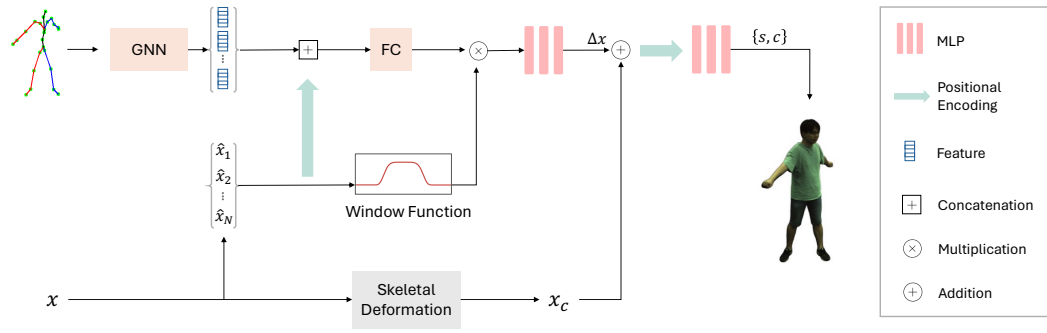 GNN
⋮
+
FC
×
Δx
+
{s, c}
x̂₁
x̂₂
⋮
x̂_N
Window Function
x
Skeletal
Deformation
x_c
MLP
Positional
Encoding
Feature
+
Concatenation
×
Multiplication
+
Addition